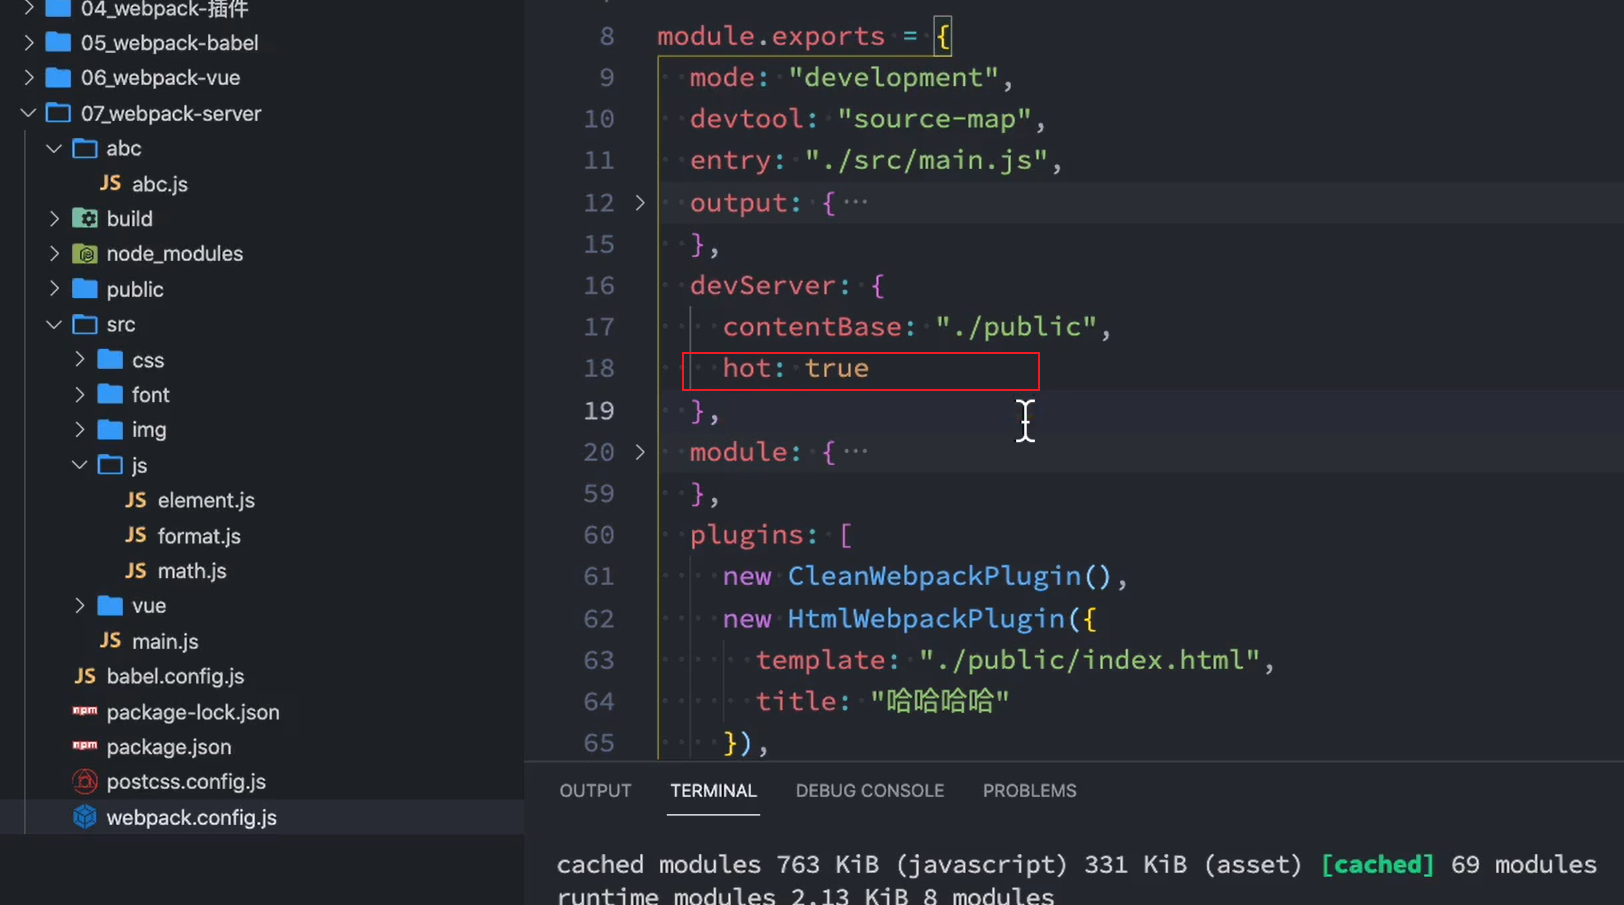 04_webpack-插件
05_webpack-babel
06_webpack-vue
07_webpack-server
abc
JS abc.js
build
node_modules
public
src
css
font
img
js
JS element.js
JS format.js
JS math.js
vue
JS main.js
JS babel.config.js
npm package-lock.json
npm package.json
postcss.config.js
webpack.config.js
8 module.exports = {
9 mode: "development",
10 devtool: "source-map",
11 entry: "./src/main.js",
12 output: {···
15 },
16 devServer: {
17 contentBase: "./public",
18 hot: true
19 },
20 module: {···
59 },
60 plugins: [
61 new CleanWebpackPlugin(),
62 new HtmlWebpackPlugin({
63 template: "./public/index.html",
64 title: "哈哈哈哈"
65 }),
OUTPUT TERMINAL DEBUG CONSOLE PROBLEMS
cached modules 763 KiB (javascript) 331 KiB (asset) [cached] 69 modules
runtime modules 2.13 KiB 8 modules